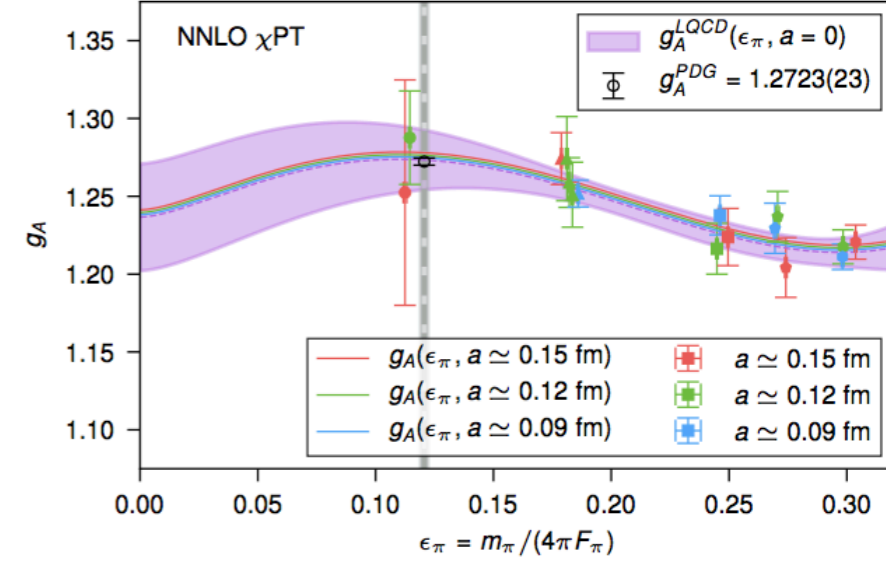 NNLO χPT
g_A^{LQCD}(ε_π, a = 0)
g_A^{PDG} = 1.2723(23)
1.35
1.30
1.25
1.20
1.15
1.10
g_A
g_A(ε_π, a ≃ 0.15 fm)
a ≃ 0.15 fm
g_A(ε_π, a ≃ 0.12 fm)
a ≃ 0.12 fm
g_A(ε_π, a ≃ 0.09 fm)
a ≃ 0.09 fm
0.00 0.05 0.10 0.15 0.20 0.25 0.30
ε_π = m_π/(4πF_π)